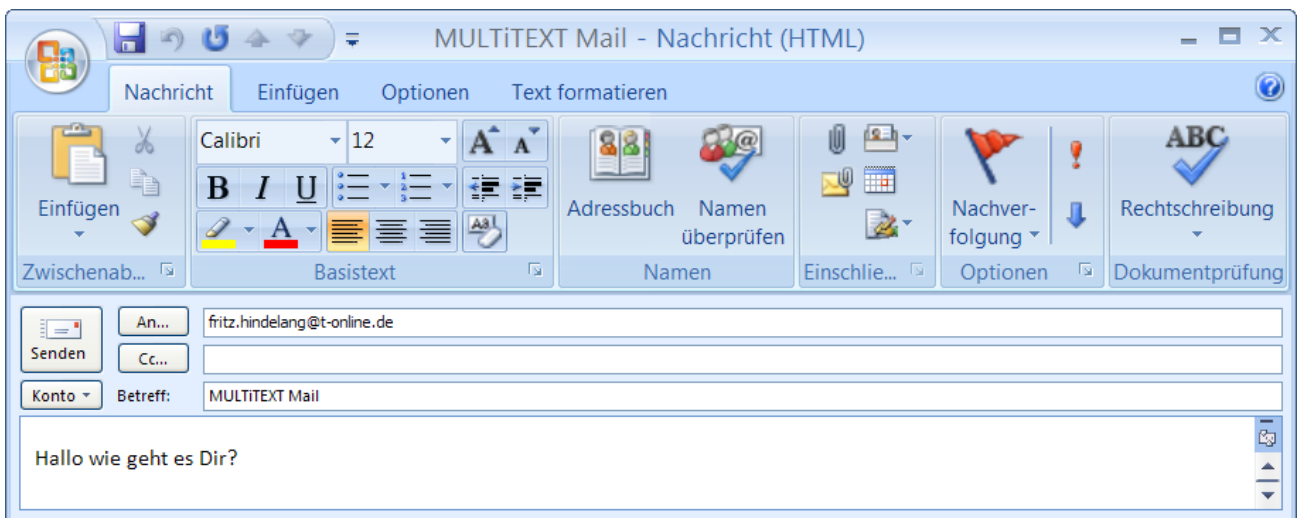 MULTiTEXT Mail - Nachricht (HTML)
Nachricht Einfügen Optionen Text formatieren
Calibri 12
B I U
Einfügen
Adressbuch
Namen
überprüfen
Nachver-
folgung
ABC
Rechtschreibung
Zwischenab... Basistext Namen Einschlie... Optionen Dokumentprüfung
Senden
An... fritz.hindelang@t-online.de
Cc...
Konto Betreff: MULTiTEXT Mail
Hallo wie geht es Dir?